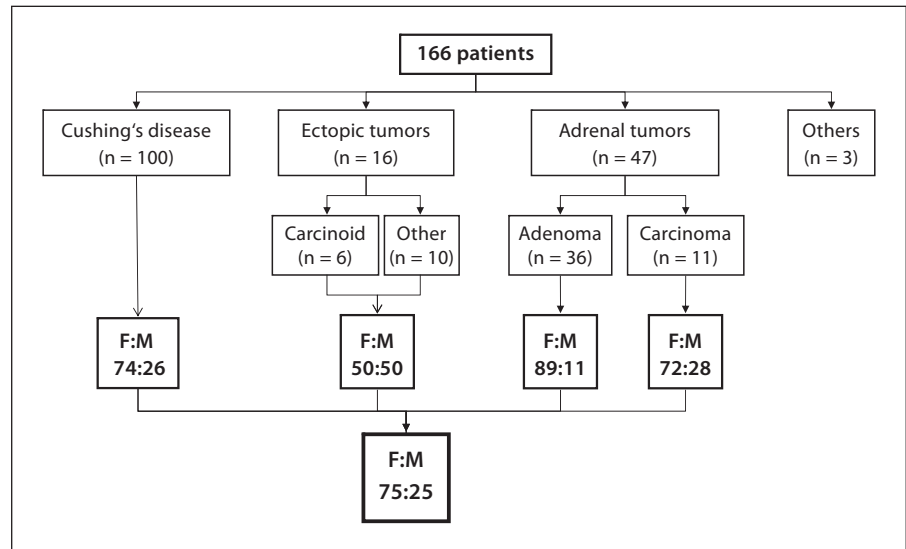 166 patients
Cushing‘s disease
(n = 100)
Ectopic tumors
(n = 16)
Adrenal tumors
(n = 47)
Others
(n = 3)
Carcinoid
(n = 6)
Other
(n = 10)
Adenoma
(n = 36)
Carcinoma
(n = 11)
F:M
74:26
F:M
50:50
F:M
89:11
F:M
72:28
F:M
75:25